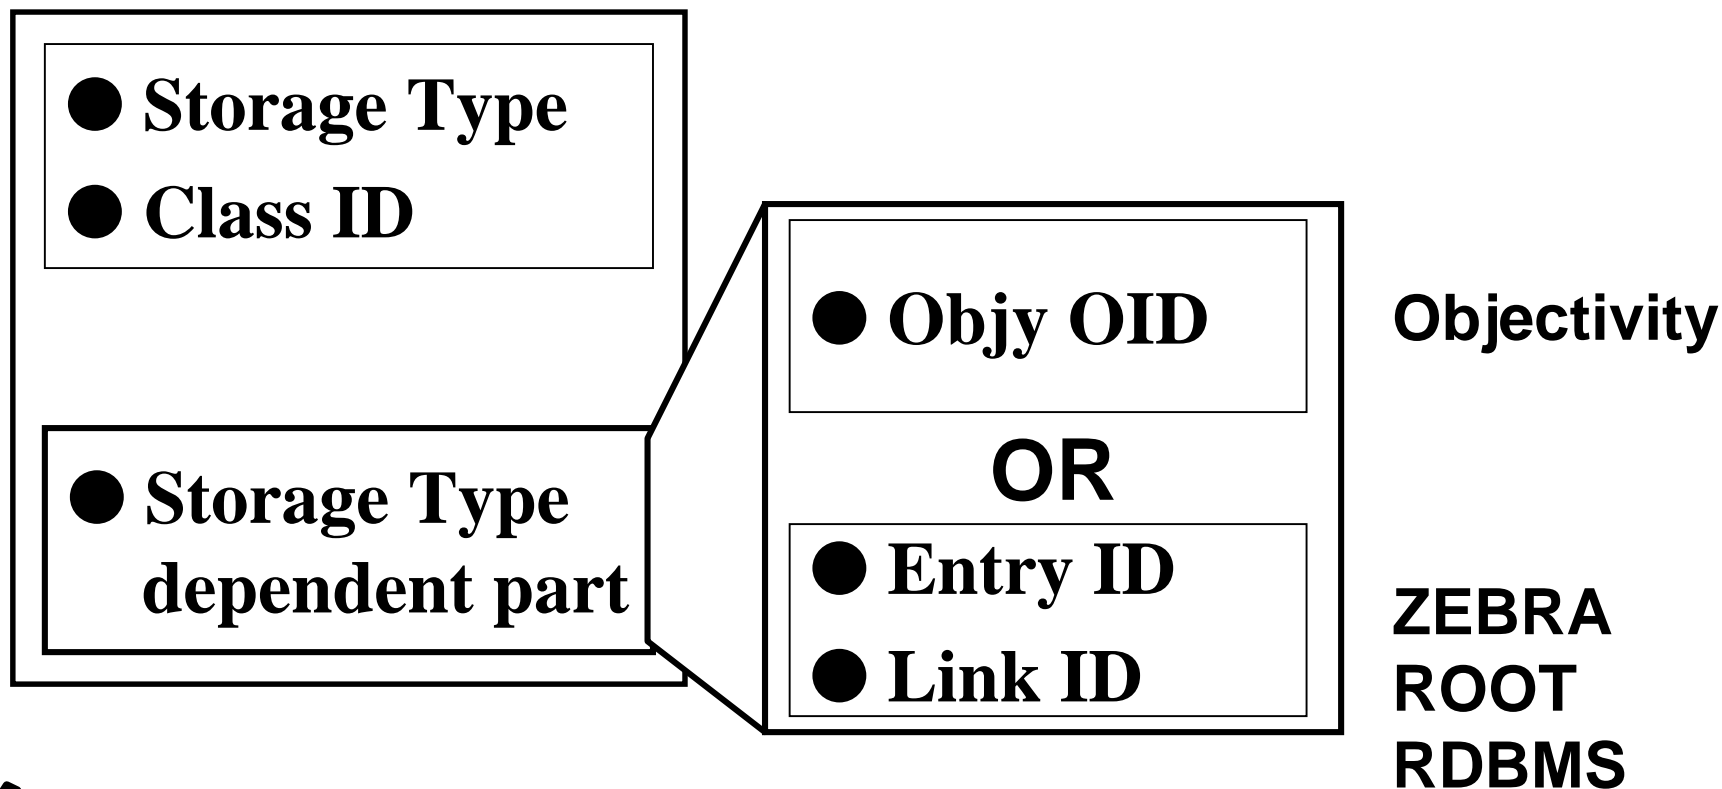 ● Storage Type
● Class ID
● Storage Type
dependent part
● Objy OID
OR
● Entry ID
● Link ID
Objectivity
ZEBRA
ROOT
RDBMS